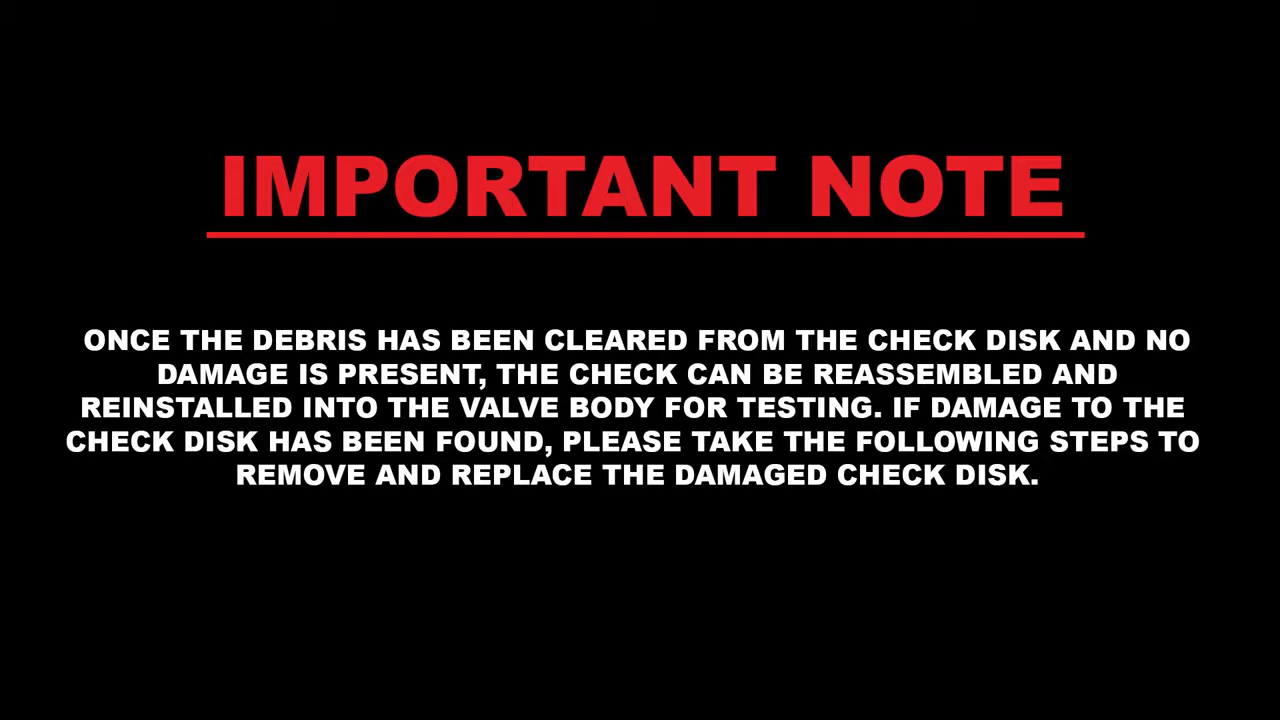 IMPORTANT NOTE
ONCE THE DEBRIS HAS BEEN CLEARED FROM THE CHECK DISK AND NO
DAMAGE IS PRESENT, THE CHECK CAN BE REASSEMBLED AND
REINSTALLED INTO THE VALVE BODY FOR TESTING. IF DAMAGE TO THE
CHECK DISK HAS BEEN FOUND, PLEASE TAKE THE FOLLOWING STEPS TO
REMOVE AND REPLACE THE DAMAGED CHECK DISK.